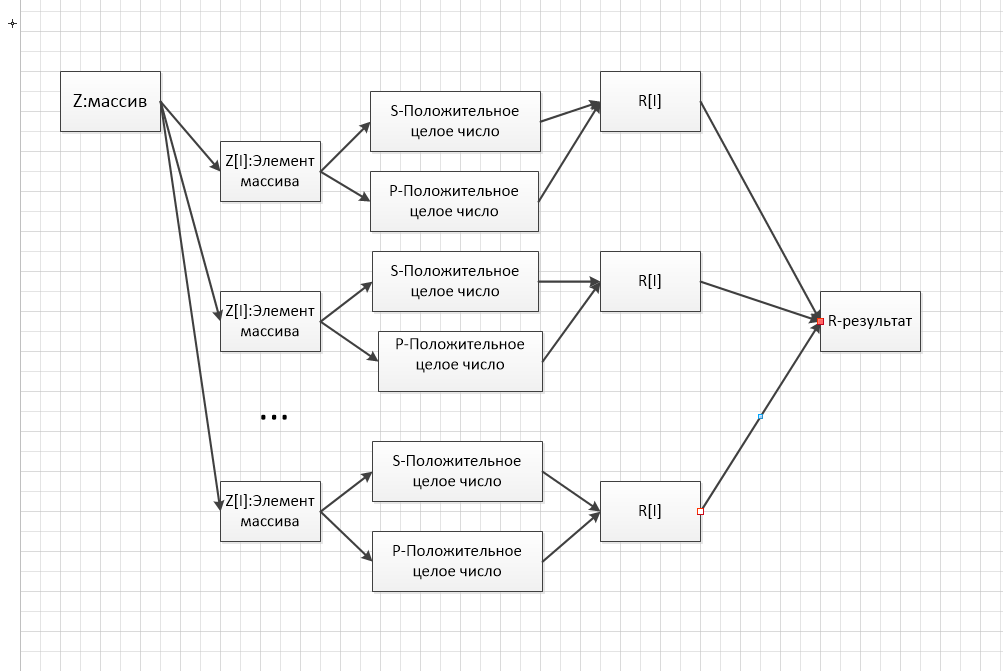 Z:массив
Z[I]:Элемент
массива
S-Положительное
целое число
P-Положительное
целое число
R[I]
Z[I]:Элемент
массива
S-Положительное
целое число
P-Положительное
целое число
R[I]
R-результат
...
Z[I]:Элемент
массива
S-Положительное
целое число
P-Положительное
целое число
R[I]